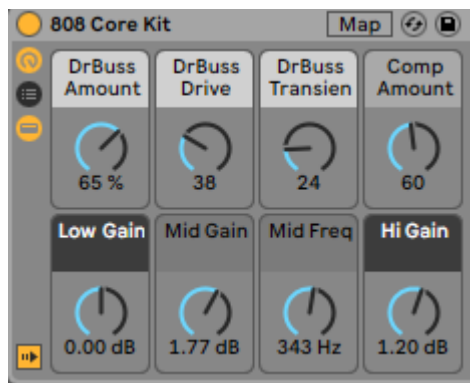 808 Core Kit Map
DrBuss DrBuss DrBuss Comp
Amount Drive Transien Amount
65 % 38 24 60
Low Gain Mid Gain Mid Freq Hi Gain
0.00 dB 1.77 dB 343 Hz 1.20 dB